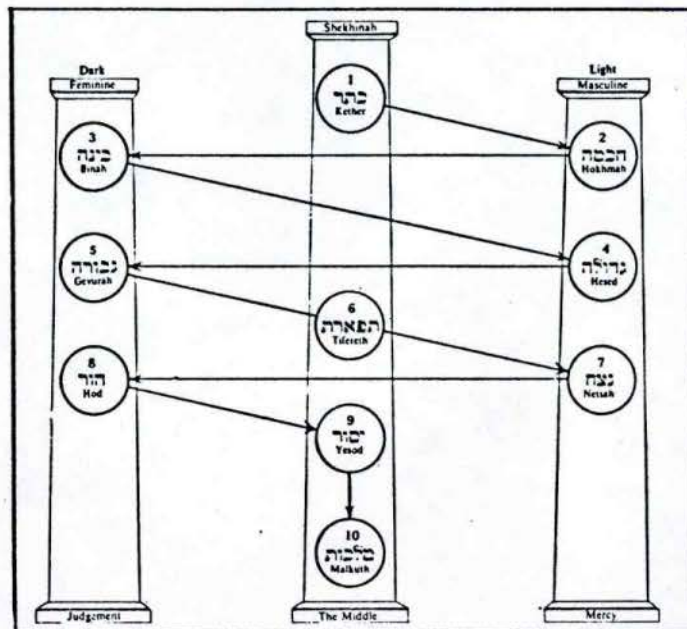 Shekhinah
Dark
Feminine
Light
Masculine
1
כתר
Kether
2
חכמה
Hokhmah
3
בינה
Binah
4
גדולה
Hesed
5
גבורה
Gevurah
6
תפארת
Tifereth
7
נצח
Netsah
8
הוד
Hod
9
יסוד
Yesod
10
מלכות
Malkuth
Judgement
The Middle
Mercy